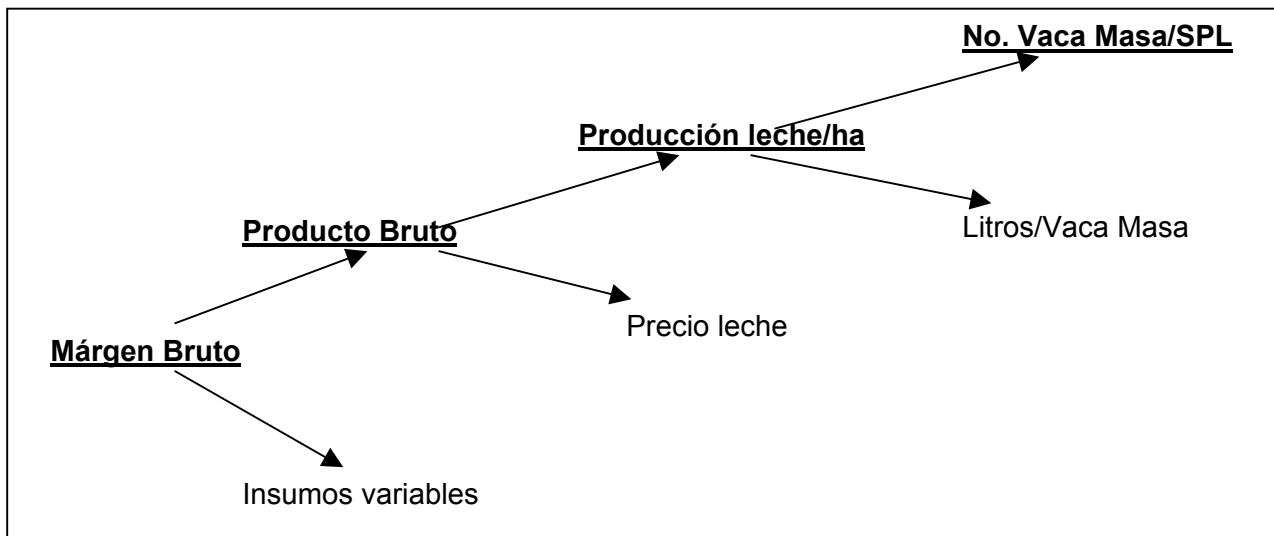 No. Vaca Masa/SPL
Producción leche/ha
Litros/Vaca Masa
Producto Bruto
Precio leche
Márgen Bruto
Insumos variables